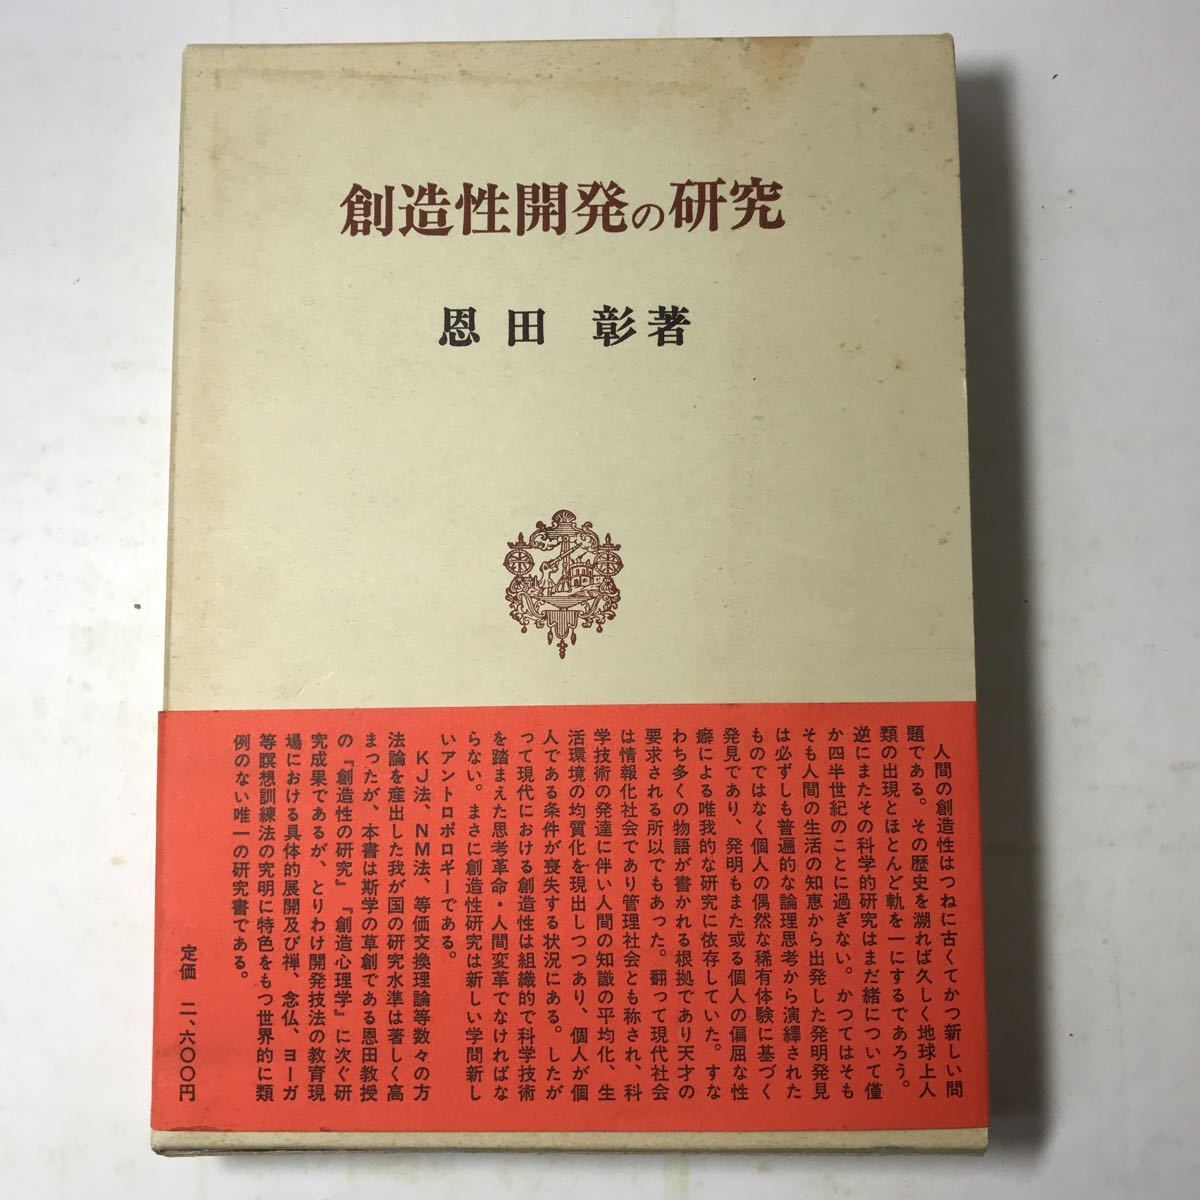 創造性開発の研究
恩田 彰著
人間の創造性はつねに古くてかつ新しい問
題である。その歴史を溯れば久しく地球上人
類の出現とほとんど軌を一にするであろう。
逆にまたその科学的研究はまだ緒について僅
か四半世紀のことに過ぎない。かつてはそも
そも人間の生活の知恵から出発した発明発見
は必ずしも普遍的な論理思考から演繹された
ものではなく個人の偶然な稀有体験に基づく
発見であり、発明もまた或る個人の偏屈な性
癖による唯我的な研究に依存していた。すな
わち多くの物語が書かれる根拠であり天才の
要求される所以でもあった。翻って現代社会
は情報化社会であり管理社会とも称され、科
学技術の発達に伴い人間の知識の平均化、生
活環境の均質化を現出しつつあり、個人が個
人である条件が喪失する状況にある。したが
って現代における創造性は組織的で科学技術
を踏まえた思考革命・人間変革でなければな
らない。まさに創造性研究は新しい学問新し
いアントロポロギーである。
KJ法、NM法、等価交換理論等数々の方
法論を産出した我が国の研究水準は著しく高
まったが、本書は斯学の草創である恩田教授
の『創造性の研究』『創造心理学』に次ぐ研
究成果であるが、とりわけ開発技法の教育現
場における具体的展開及び禅、念仏、ヨーガ
等瞑想訓練法の究明に特色をもつ世界的に類
例のない唯一の研究書である。
定価 二、六〇〇円